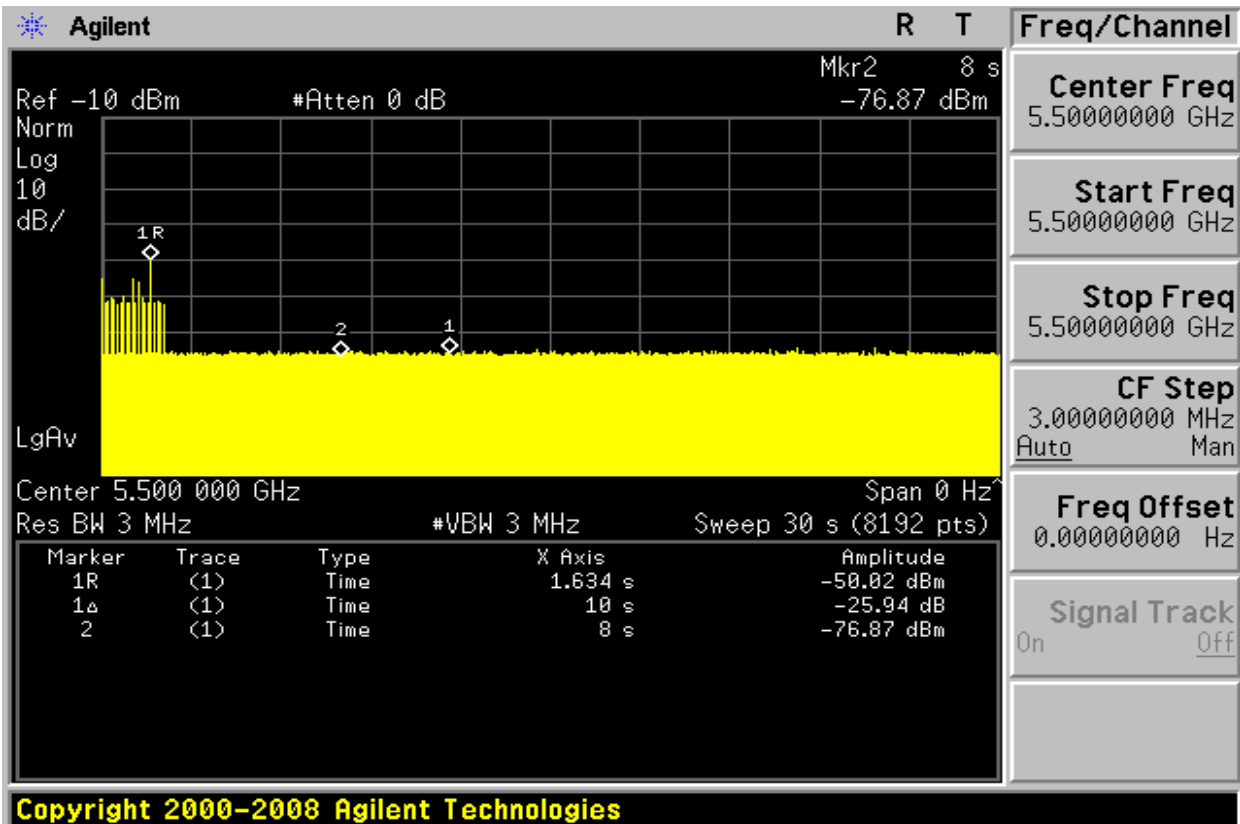 Agilent R T
Mkr2 8 s
Ref -10 dBm #Atten 0 dB -76.87 dBm
Norm
Log
10
dB/
1R
2
1
LgAv
Center 5.500 000 GHz Span 0 Hz^
Res BW 3 MHz #VBW 3 MHz Sweep 30 s (8192 pts)
Marker Trace Type X Axis Amplitude
1R (1) Time 1.634 s -50.02 dBm
1Δ (1) Time 10 s -25.94 dB
2 (1) Time 8 s -76.87 dBm
Freq/Channel
Center Freq
5.50000000 GHz
Start Freq
5.50000000 GHz
Stop Freq
5.50000000 GHz
CF Step
3.00000000 MHz
Auto Man
Freq Offset
0.00000000 Hz
Signal Track
On Off
Copyright 2000-2008 Agilent Technologies